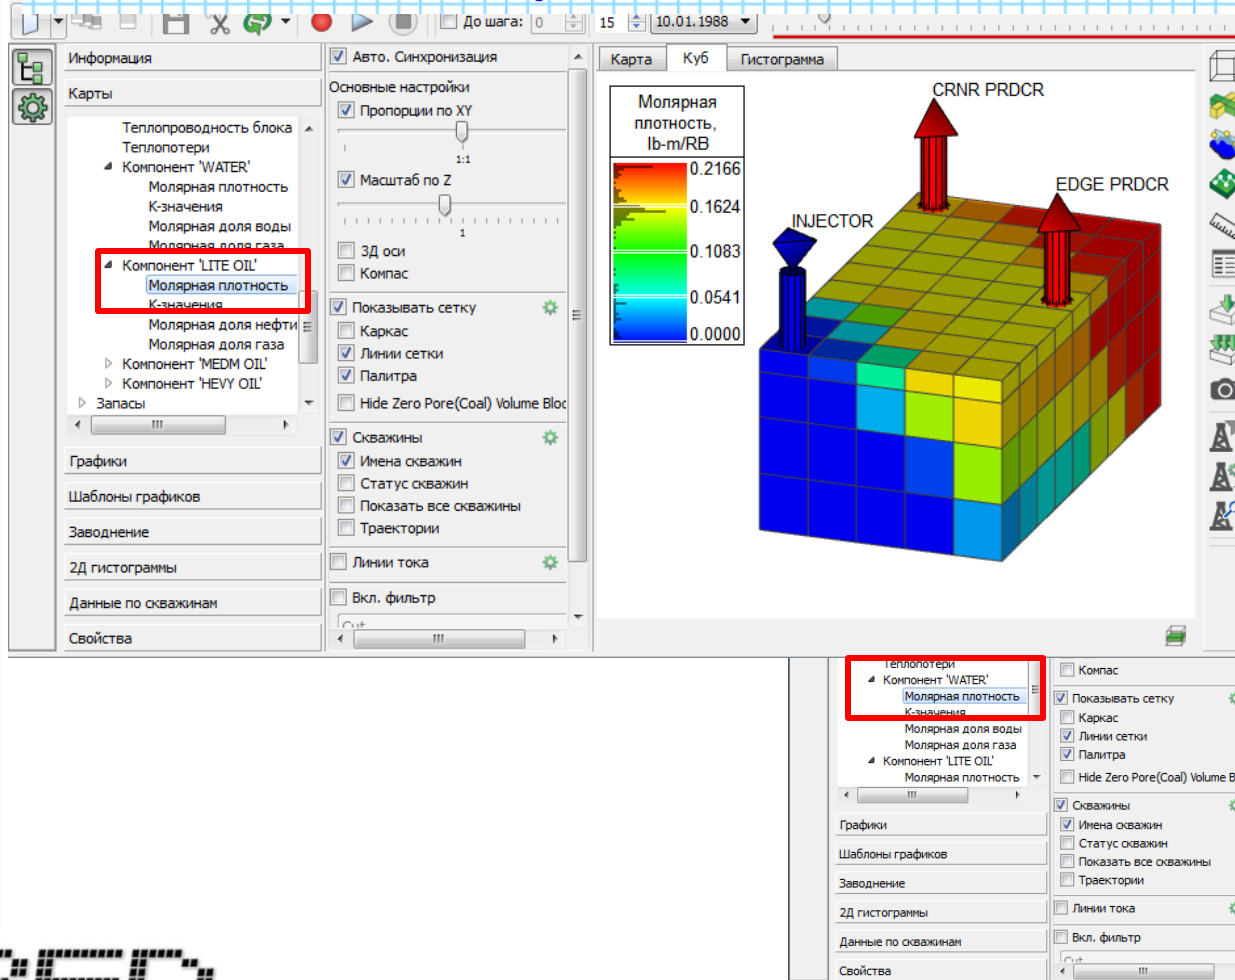 До шага: 0
15
10.01.1988
Информация
Карты
Теплопроводность блока
Теплопотери
Компонент 'WATER'
Молярная плотность
К-значения
Молярная доля воды
Молярная доля газа
Компонент 'LITE OIL'
Молярная плотность
К-значения
Молярная доля нефти
Молярная доля газа
Компонент 'MEDM OIL'
Компонент 'HEVY OIL'
Запасы
Графики
Шаблоны графиков
Заводнение
2Д гистограммы
Данные по скважинам
Свойства
Авто. Синхронизация
Основные настройки
Пропорции по XY
1:1
Масштаб по Z
1
3Д оси
Компас
Показывать сетку
Каркас
Линии сетки
Палитра
Hide Zero Pore(Coal) Volume Bloc
Скважины
Имена скважин
Статус скважин
Показать все скважины
Траектории
Линии тока
Вкл. фильтр
Cut
Карта
Куб
Гистограмма
Молярная
плотность,
lb-m/RB
0.2166
0.1624
0.1083
0.0541
0.0000
CRNR PRDCR
EDGE PRDCR
INJECTOR
Теплопотери
Компонент 'WATER'
Молярная плотность
К-значения
Молярная доля воды
Молярная доля газа
Компонент 'LITE OIL'
Молярная плотность
Графики
Шаблоны графиков
Заводнение
2Д гистограммы
Данные по скважинам
Свойства
Компас
Показывать сетку
Каркас
Линии сетки
Палитра
Hide Zero Pore(Coal) Volume B
Скважины
Имена скважин
Статус скважин
Показать все скважины
Траектории
Линии тока
Вкл. фильтр
Cut